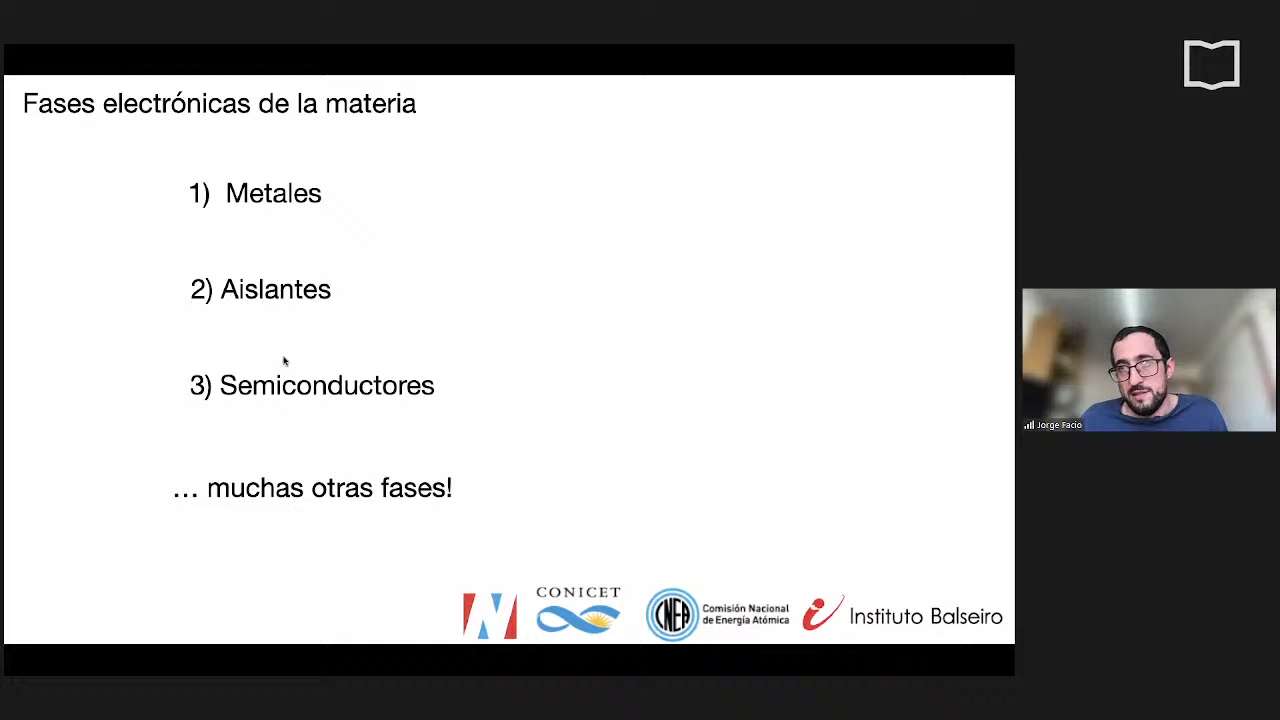 Fases electrónicas de la materia
1) Metales
2) Aislantes
3) Semiconductores
… muchas otras fases!
N
CONICET
CNEA
Comisión Nacional
de Energía Atómica
i Instituto Balseiro
Jorge Facio